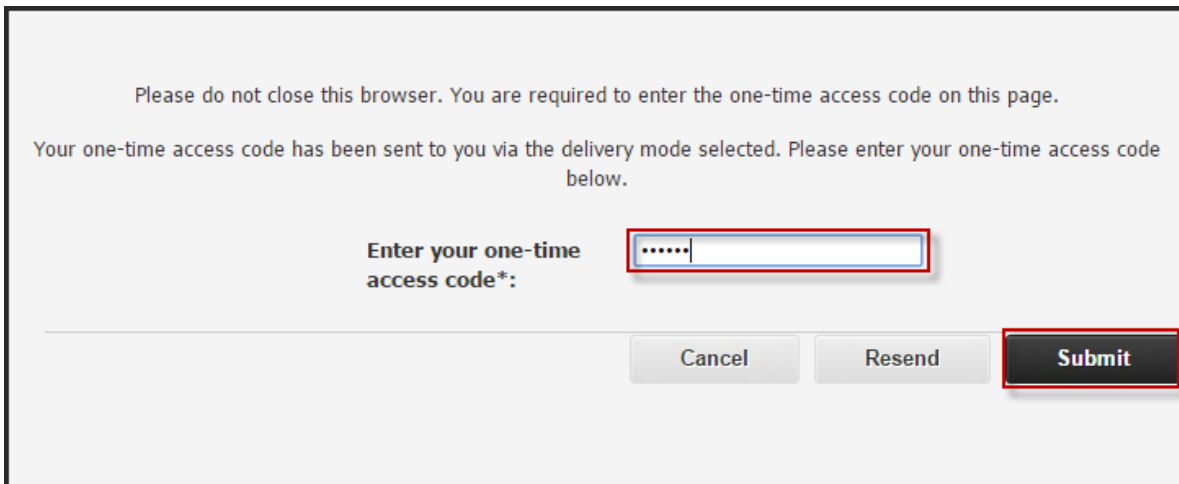 Please do not close this browser. You are required to enter the one-time access code on this page.
Your one-time access code has been sent to you via the delivery mode selected. Please enter your one-time access code
below.
Enter your one-time
access code*:
••••••
Cancel Resend Submit